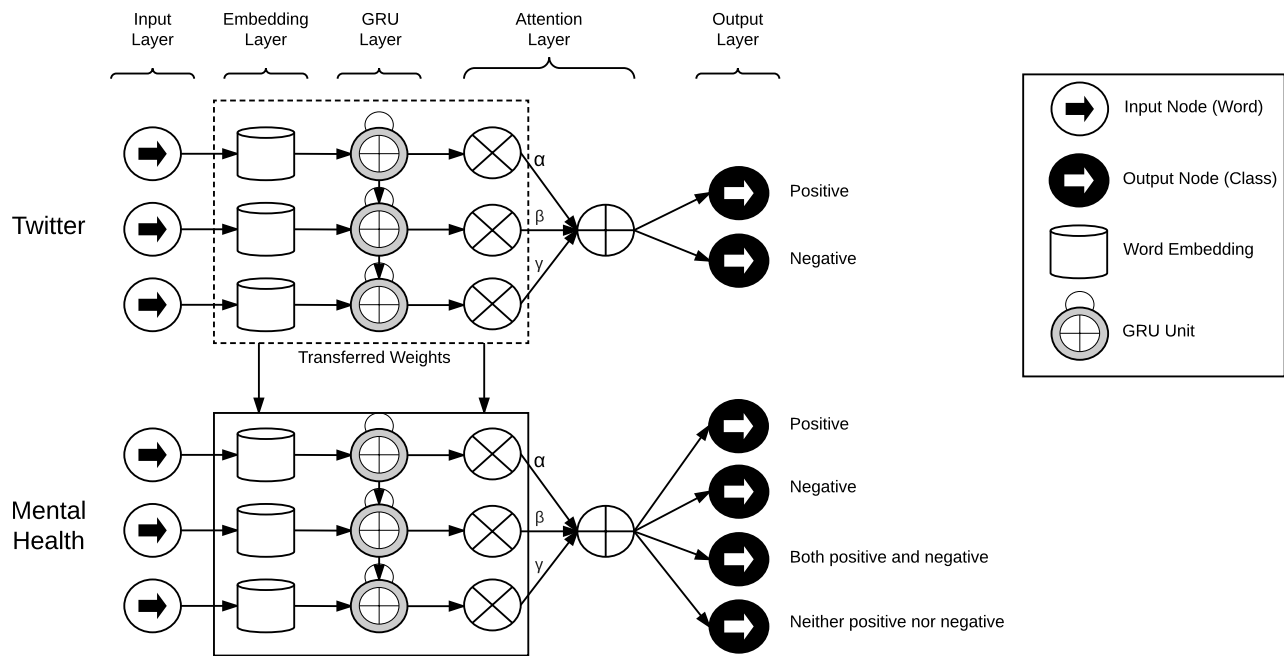 Input
Layer
Embedding
Layer
GRU
Layer
Attention
Layer
Output
Layer
Twitter
α
β
γ
Positive
Negative
Transferred Weights
Mental
Health
α
β
γ
Positive
Negative
Both positive and negative
Neither positive nor negative
Input Node (Word)
Output Node (Class)
Word Embedding
GRU Unit